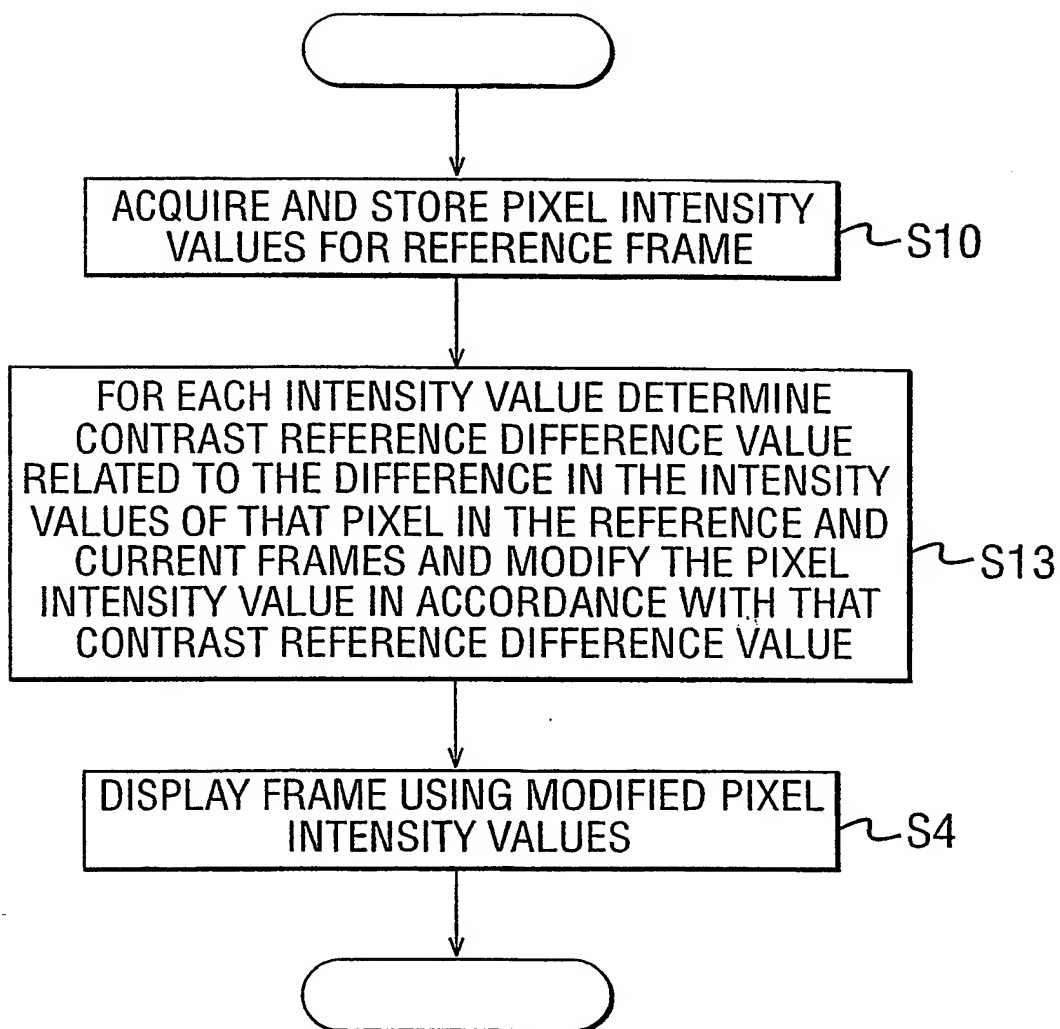 ACQUIRE AND STORE PIXEL INTENSITY
VALUES FOR REFERENCE FRAME
S10
FOR EACH INTENSITY VALUE DETERMINE
CONTRAST REFERENCE DIFFERENCE VALUE
RELATED TO THE DIFFERENCE IN THE INTENSITY
VALUES OF THAT PIXEL IN THE REFERENCE AND
CURRENT FRAMES AND MODIFY THE PIXEL
INTENSITY VALUE IN ACCORDANCE WITH THAT
CONTRAST REFERENCE DIFFERENCE VALUE
S13
DISPLAY FRAME USING MODIFIED PIXEL
INTENSITY VALUES
S4